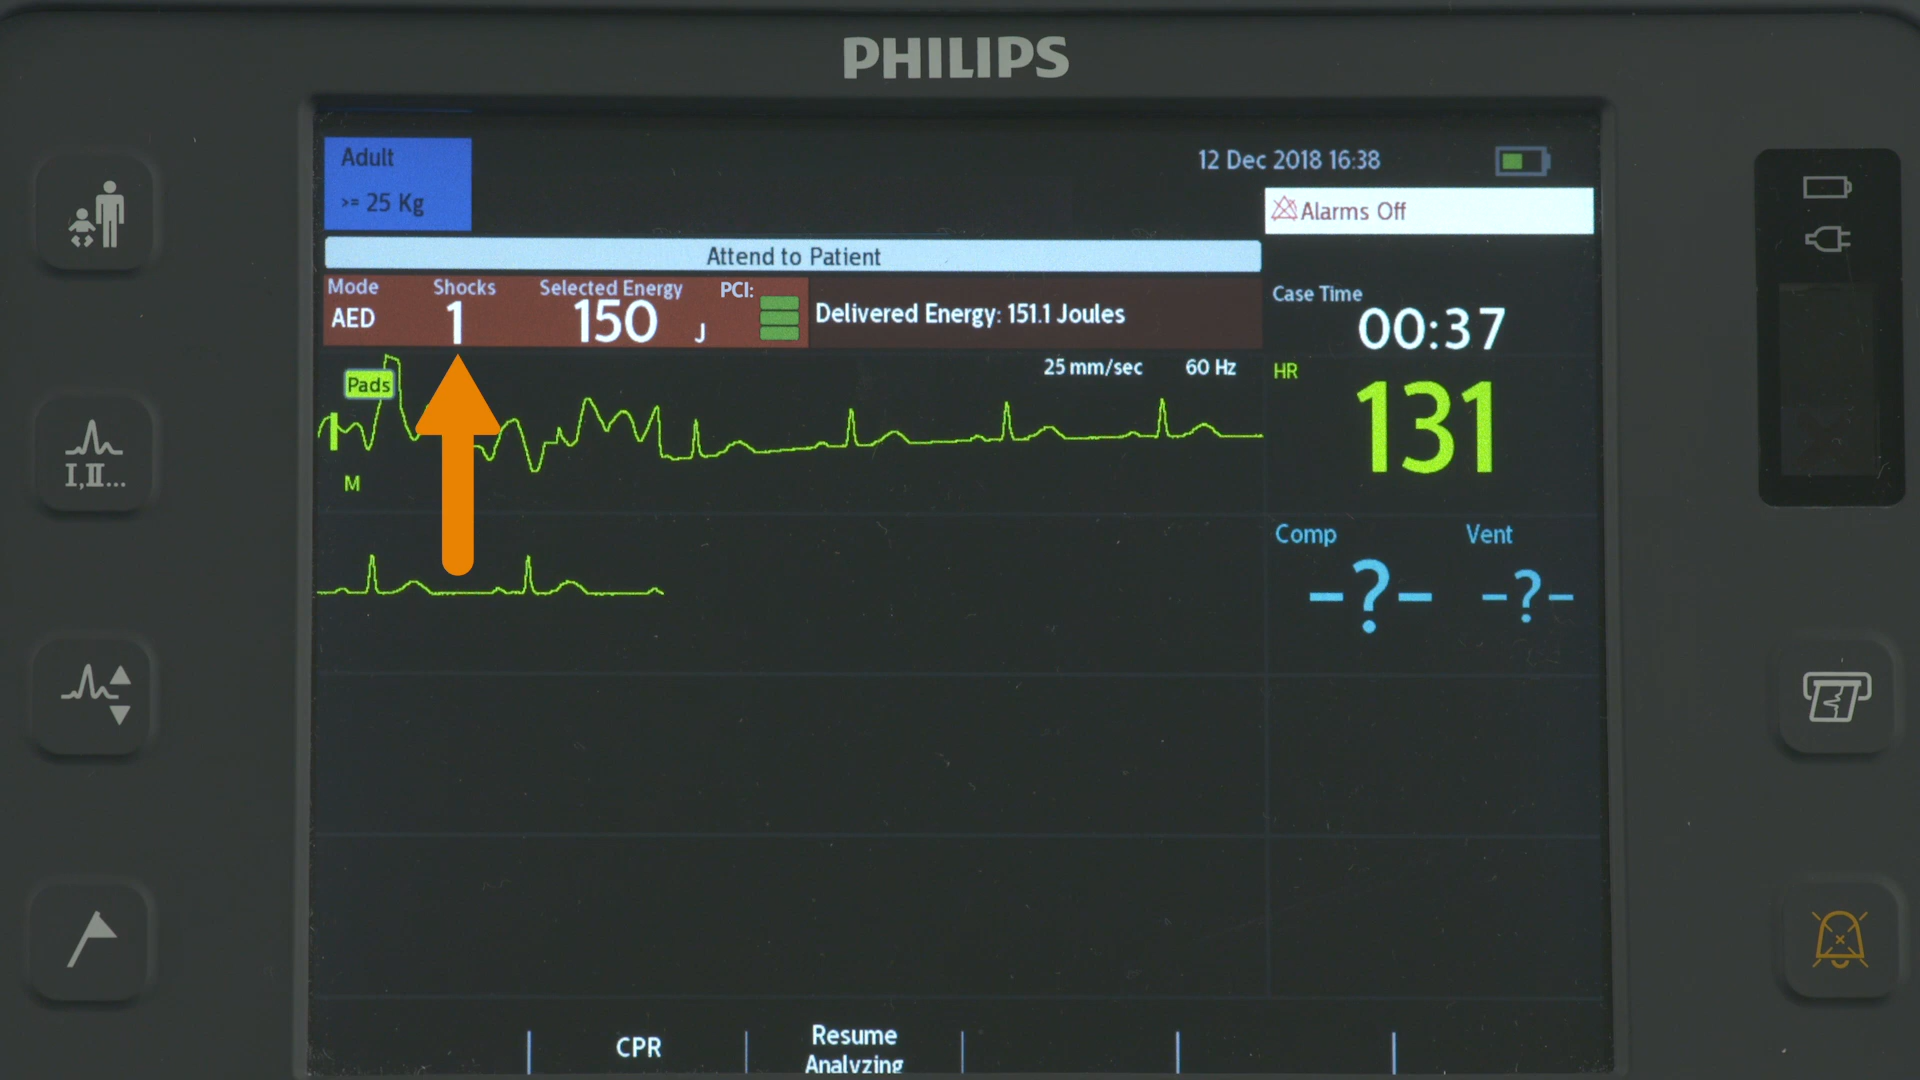 PHILIPS
Adult
>= 25 Kg
12 Dec 2018 16:38
Alarms Off
Attend to Patient
Mode
AED
Shocks
1
Selected Energy
150 J
PCI:
Delivered Energy: 151.1 Joules
Case Time
00:37
25 mm/sec
60 Hz
HR
131
Pads
M
I,II...
Comp
-?-
Vent
-?-
CPR
Resume
Analyzing